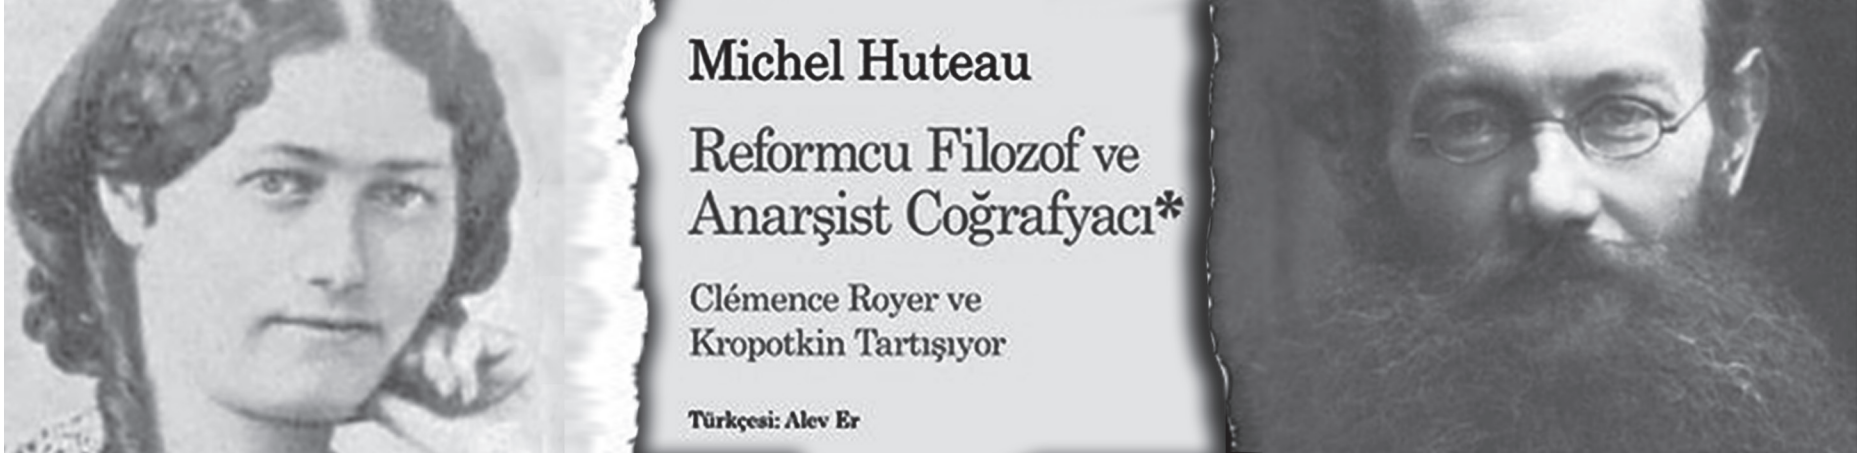 Michel Huteau
Reformcu Filozof ve
Anarşist Coğrafyacı*
Clémence Royer ve
Kropotkin Tartışıyor
Türkçesi: Alev Er